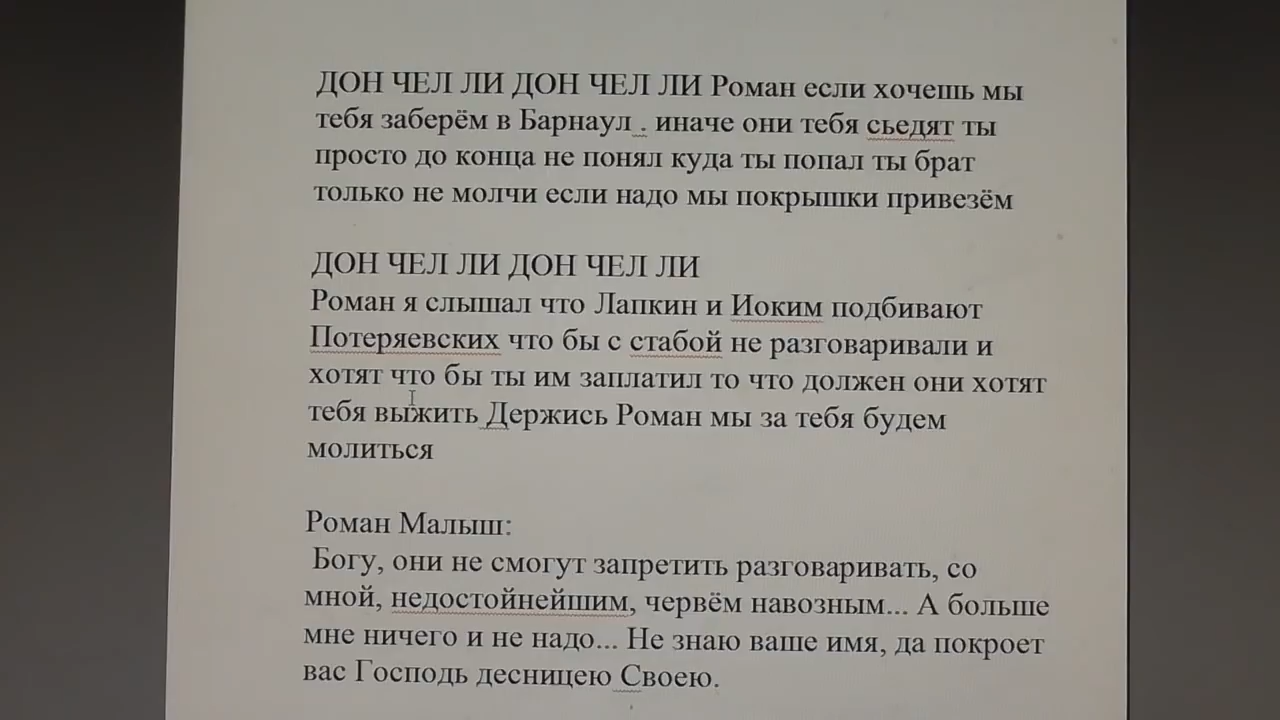 ДОН ЧЕЛ ЛИ ДОН ЧЕЛ ЛИ Роман если хочешь мы
тебя заберём в Барнаул . иначе они тебя сьедят ты
просто до конца не понял куда ты попал ты брат
только не молчи если надо мы покрышки привезём
ДОН ЧЕЛ ЛИ ДОН ЧЕЛ ЛИ
Роман я слышал что Лапкин и Иоким подбивают
Потеряевских что бы с стабой не разговаривали и
хотят что бы ты им заплатил то что должен они хотят
тебя выжить Держись Роман мы за тебя будем
молиться
Роман Малыш:
Богу, они не смогут запретить разговаривать, со
мной, недостойнейшим, червём навозным... А больше
мне ничего и не надо... Не знаю ваше имя, да покроет
вас Господь десницею Своею.